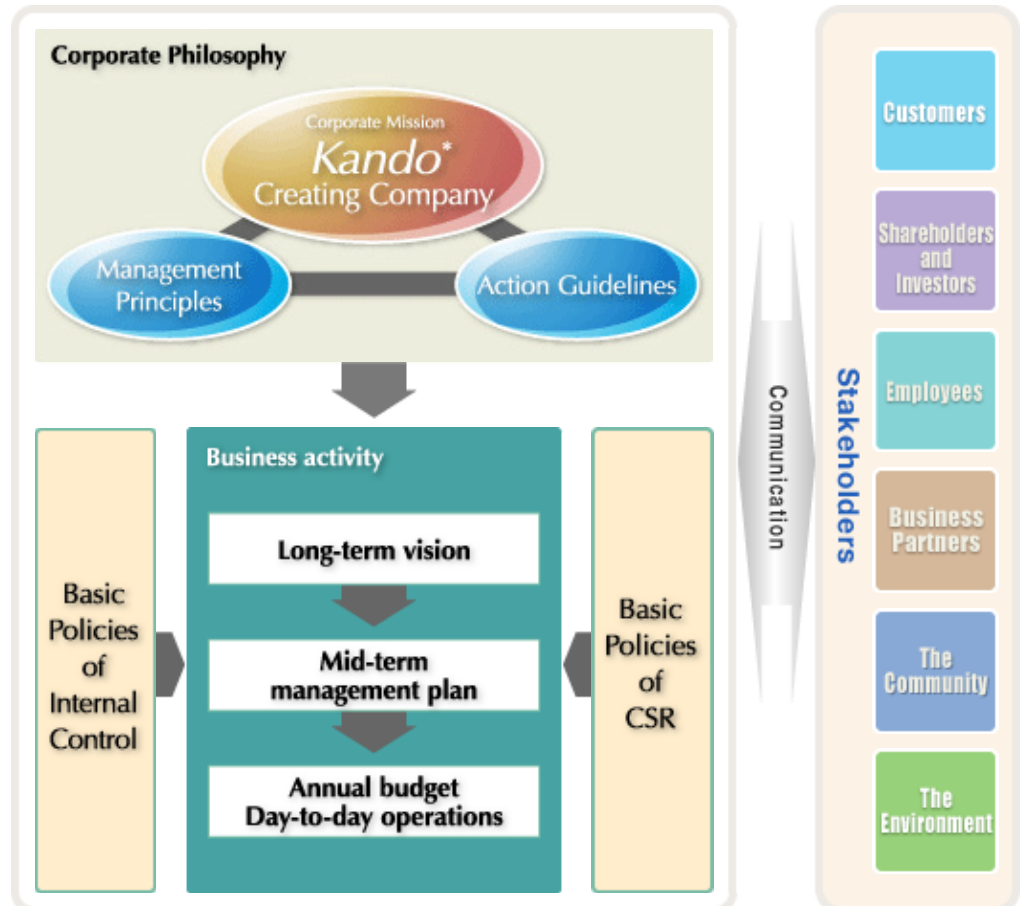 Corporate Philosophy
Corporate Mission
Kando*
Creating Company
Management
Principles
Action Guidelines
Business activity
Long-term vision
Mid-term
management plan
Annual budget
Day-to-day operations
Basic
Policies
of
Internal
Control
Basic
Policies
of
CSR
Communication
Stakeholders
Customers
Shareholders
and
Investors
Employees
Business
Partners
The
Community
The
Environment